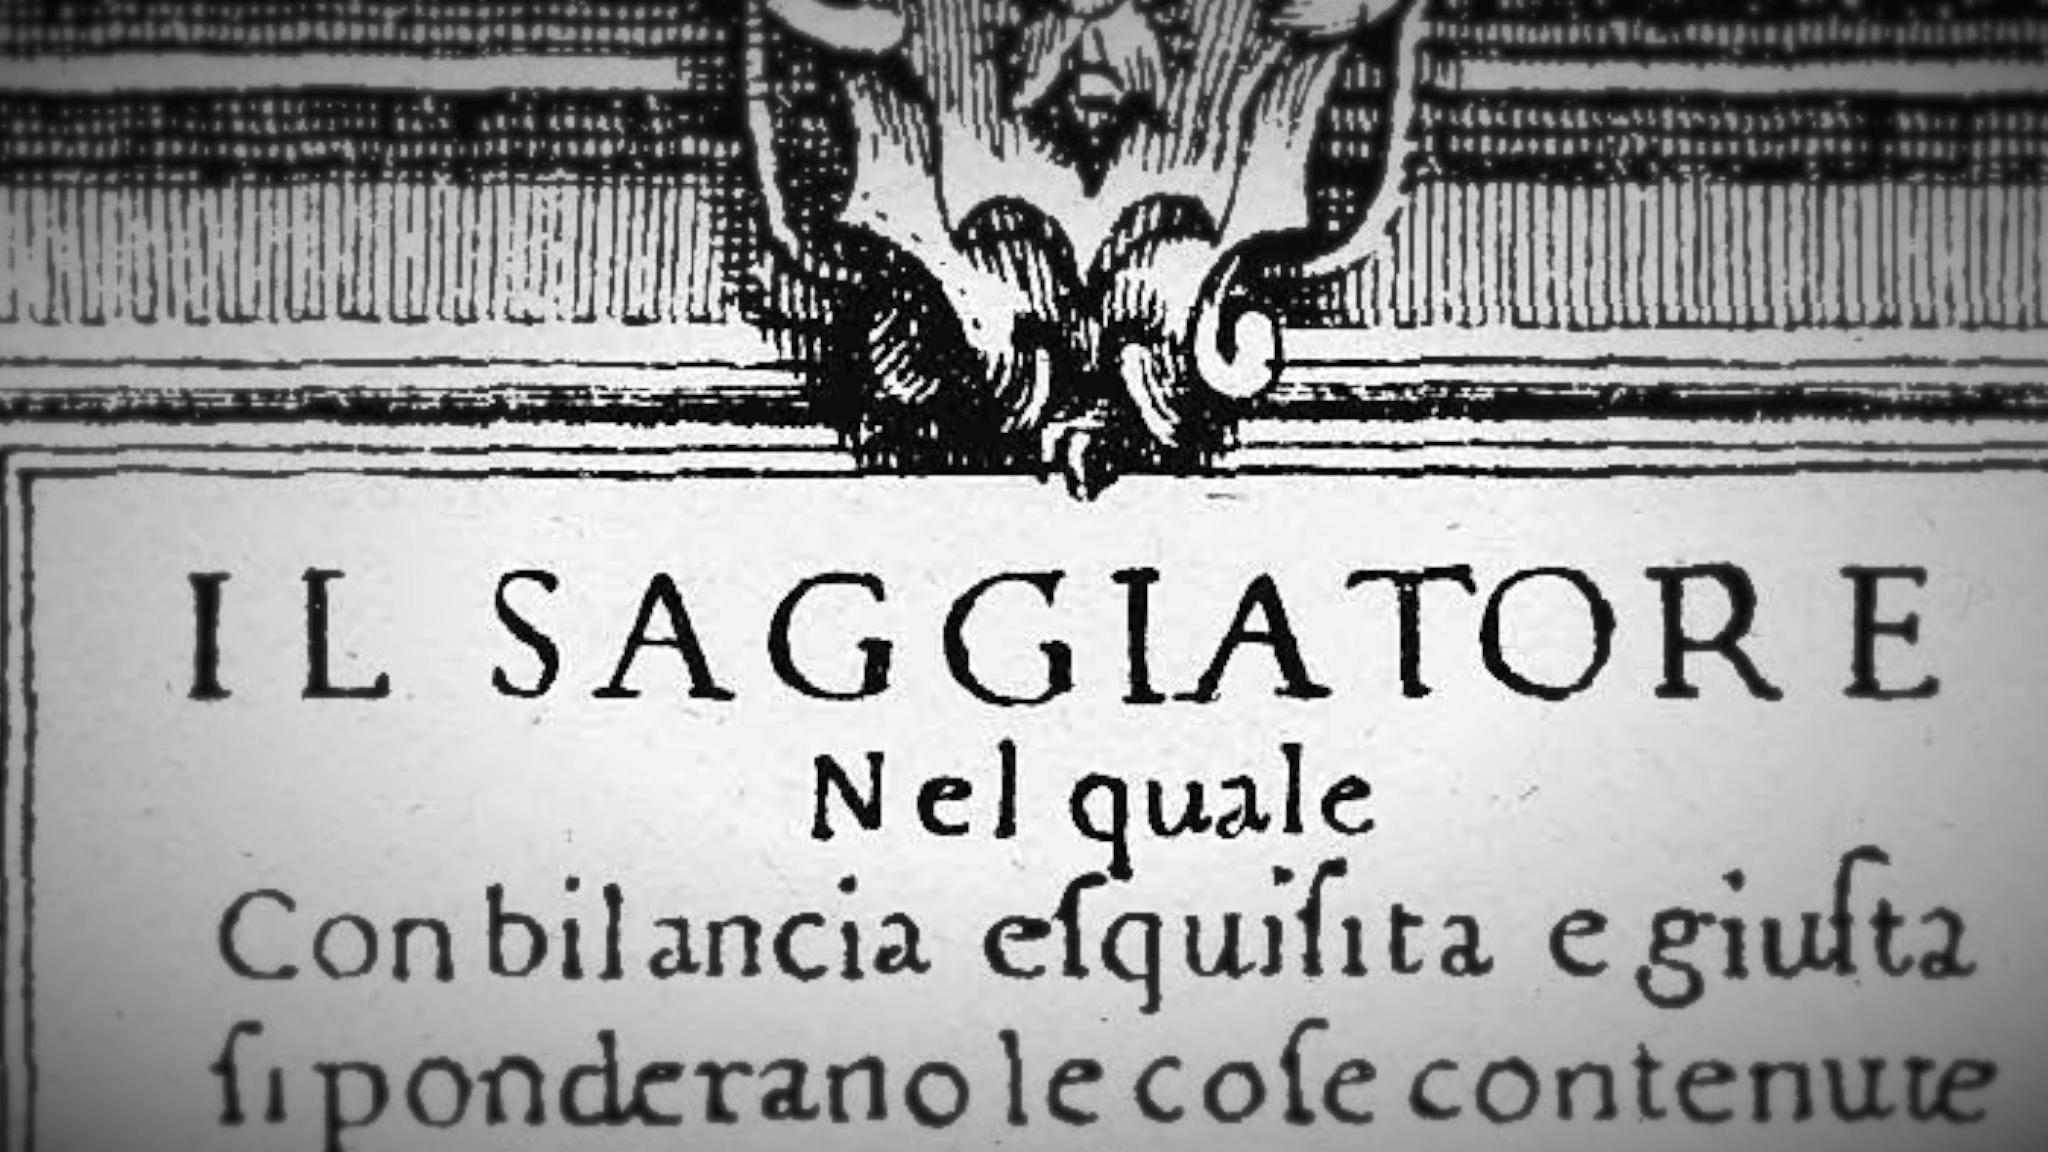 IL SAGGIATORE
Nel quale
Con bilancia eſquiſita e giuſta
ſi ponderano le coſe contenute